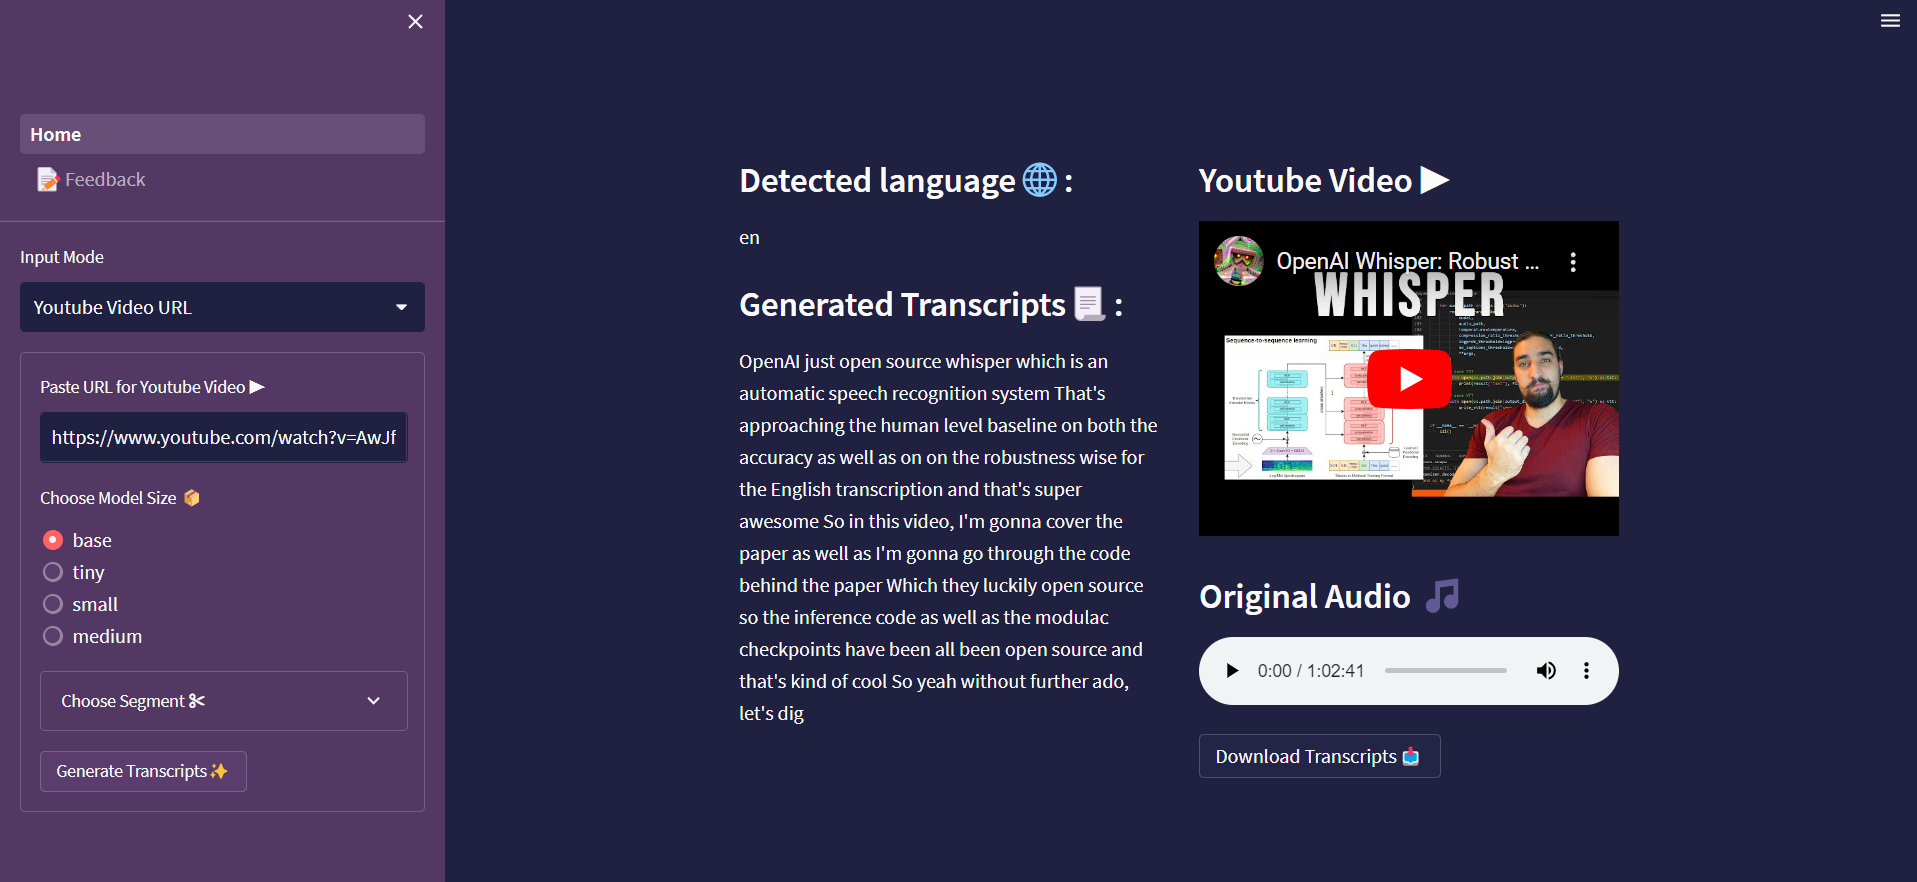 Home
Feedback
Input Mode
Youtube Video URL
Paste URL for Youtube Video
https://www.youtube.com/watch?v=AwJf
Choose Model Size
base
tiny
small
medium
Choose Segment
Generate Transcripts
Detected language :
en
Generated Transcripts :
OpenAI just open source whisper which is an
automatic speech recognition system That's
approaching the human level baseline on both the
accuracy as well as on on the robustness wise for
the English transcription and that's super
awesome So in this video, I'm gonna cover the
paper as well as I'm gonna go through the code
behind the paper Which they luckily open source
so the inference code as well as the modulac
checkpoints have been all been open source and
that's kind of cool So yeah without further ado,
let's dig
Youtube Video
OpenAI Whisper: Robust ...
WHISPER
Sequence-to-sequence learning
Original Audio
0:00 / 1:02:41
Download Transcripts